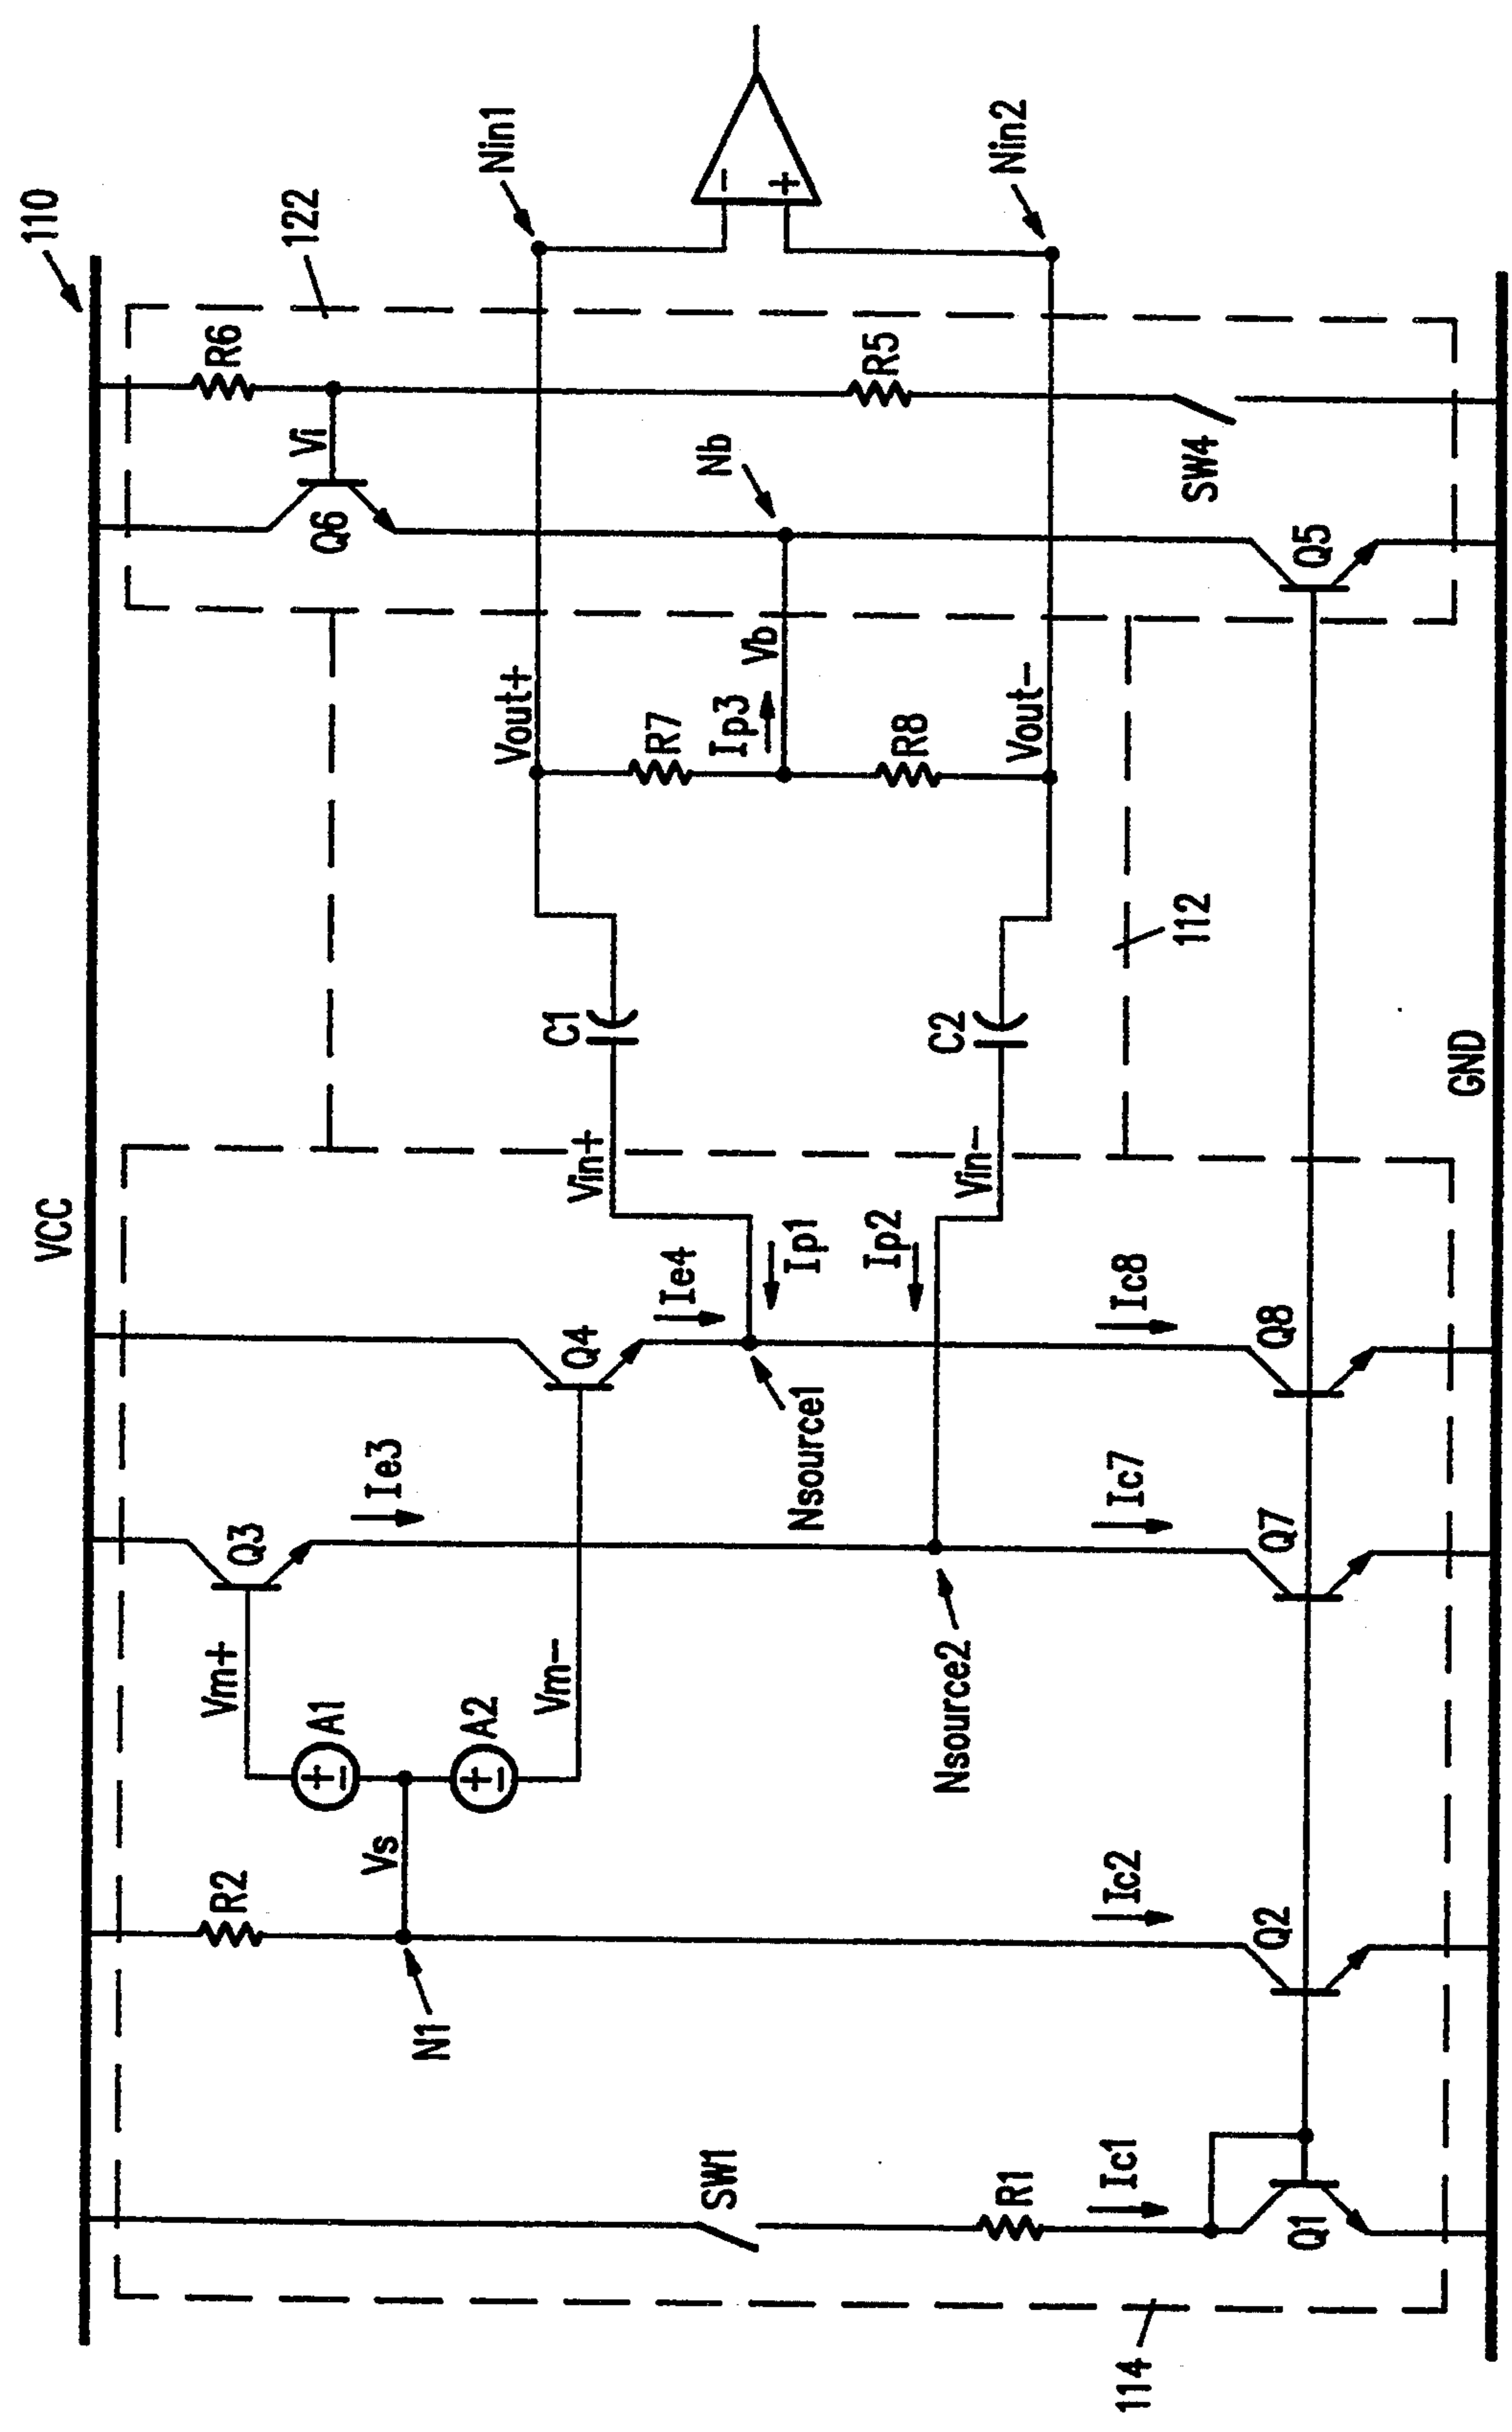 110
VCC
122
R6
Vi
Q6
Nin1
Nin2
Nb
R5
SW4
Q5
Vout+
Vb
Ip3
R7
R8
Vout−
112
C1
C2
GND
Vin+
Vin−
Ip1
Ip2
Ie4
Q4
Nsource1
Ic8
Q8
Ie3
Q3
Ic7
Q7
Nsource2
Vm+
Vm−
A1
A2
+
−
+
−
−
+
Vs
R2
N1
Ic2
Q2
SW1
R1
Ic1
Q1
114